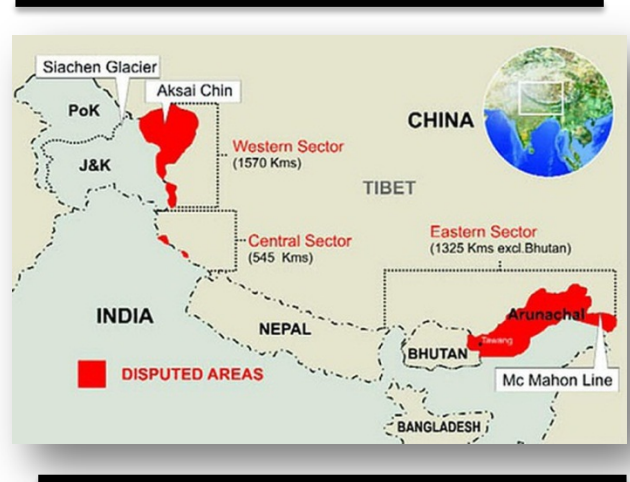 Siachen Glacier
Aksai Chin
PoK
J&K
CHINA
Western Sector
(1570 Kms)
TIBET
Central Sector
(545 Kms)
Eastern Sector
(1325 Kms excl.Bhutan)
INDIA
NEPAL
Arunachal
Tawang
BHUTAN
DISPUTED AREAS
Mc Mahon Line
BANGLADESH